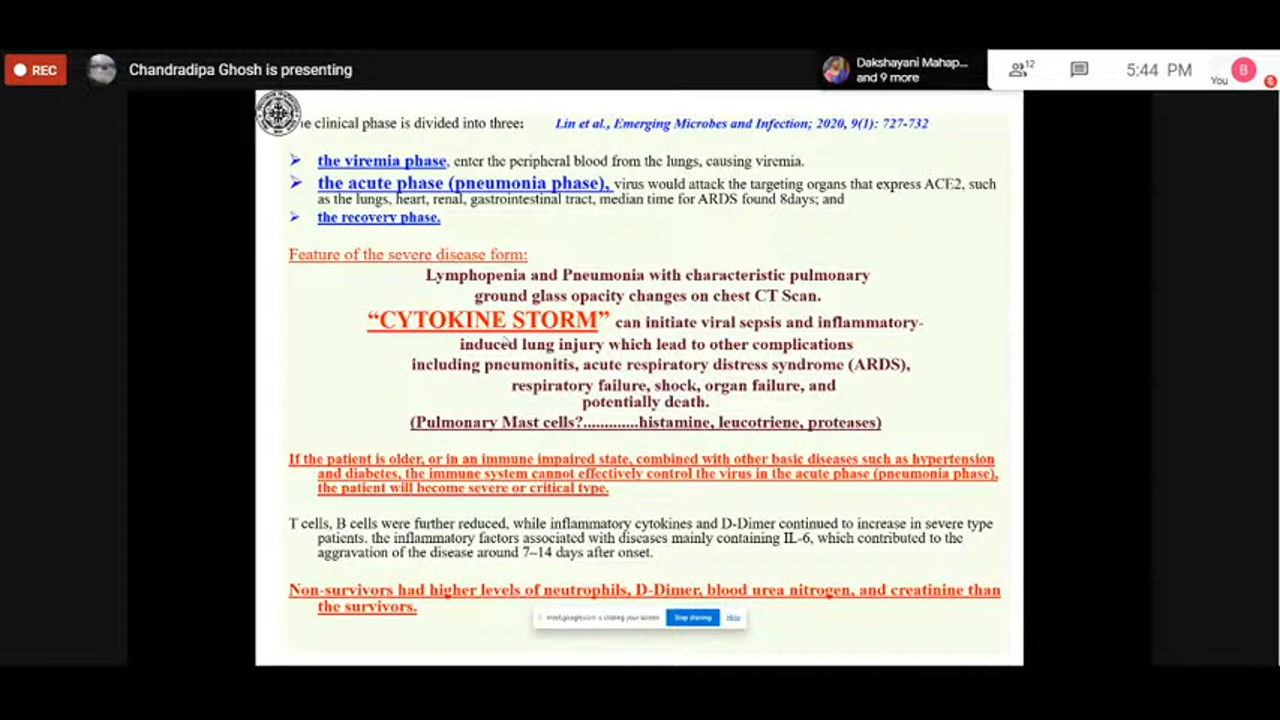 REC
Chandradipa Ghosh is presenting
Dakshayani Mahap...
and 9 more
12
5:44 PM
You
B
e clinical phase is divided into three: Lin et al., Emerging Microbes and Infection; 2020, 9(1): 727-732
the viremia phase, enter the peripheral blood from the lungs, causing viremia.
the acute phase (pneumonia phase), virus would attack the targeting organs that express ACE2, such
as the lungs, heart, renal, gastrointestinal tract, median time for ARDS found 8days; and
the recovery phase.
Feature of the severe disease form:
Lymphopenia and Pneumonia with characteristic pulmonary
ground glass opacity changes on chest CT Scan.
“CYTOKINE STORM” can initiate viral sepsis and inflammatory-
induced lung injury which lead to other complications
including pneumonitis, acute respiratory distress syndrome (ARDS),
respiratory failure, shock, organ failure, and
potentially death.
(Pulmonary Mast cells?.............histamine, leucotriene, proteases)
If the patient is older, or in an immune impaired state, combined with other basic diseases such as hypertension
and diabetes, the immune system cannot effectively control the virus in the acute phase (pneumonia phase),
the patient will become severe or critical type.
T cells, B cells were further reduced, while inflammatory cytokines and D-Dimer continued to increase in severe type
patients. the inflammatory factors associated with diseases mainly containing IL-6, which contributed to the
aggravation of the disease around 7–14 days after onset.
Non-survivors had higher levels of neutrophils, D-Dimer, blood urea nitrogen, and creatinine than
the survivors.
meet.google.com is sharing your screen Stop sharing Hide